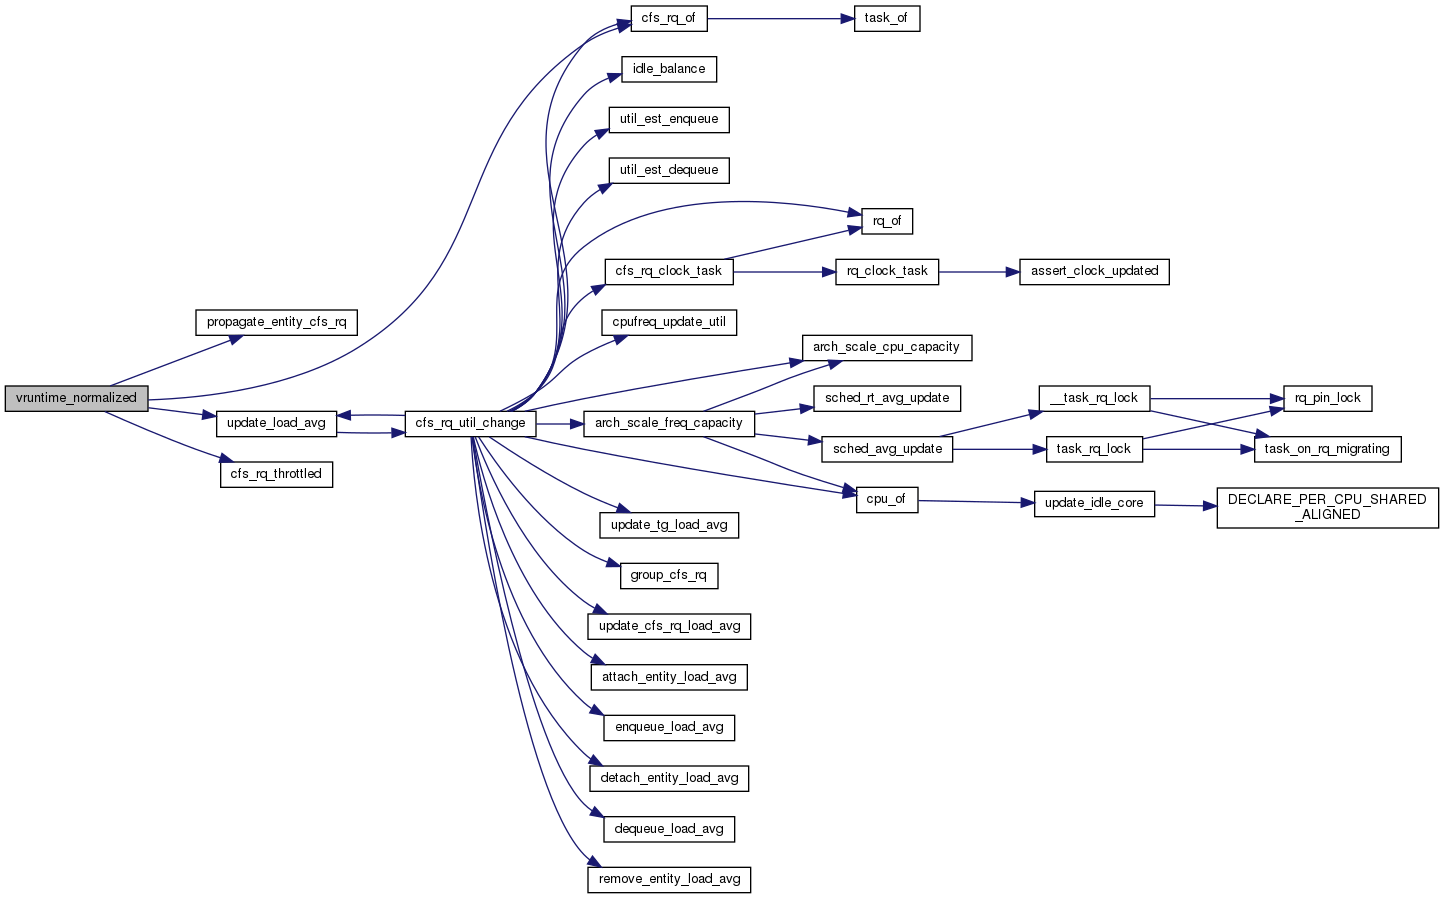 cfs_rq_of
task_of
idle_balance
util_est_enqueue
util_est_dequeue
rq_of
cfs_rq_clock_task
rq_clock_task
assert_clock_updated
propagate_entity_cfs_rq
cpufreq_update_util
arch_scale_cpu_capacity
vruntime_normalized
sched_rt_avg_update
__task_rq_lock
rq_pin_lock
update_load_avg
cfs_rq_util_change
arch_scale_freq_capacity
sched_avg_update
task_rq_lock
task_on_rq_migrating
cfs_rq_throttled
cpu_of
update_idle_core
DECLARE_PER_CPU_SHARED
_ALIGNED
update_tg_load_avg
group_cfs_rq
update_cfs_rq_load_avg
attach_entity_load_avg
enqueue_load_avg
detach_entity_load_avg
dequeue_load_avg
remove_entity_load_avg